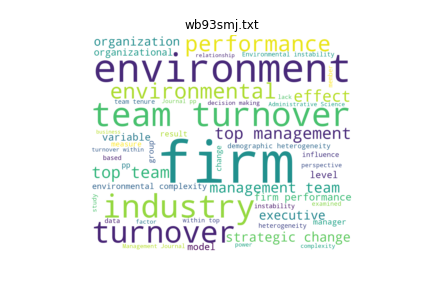 wb93smj.txt
organization
performance
organizational
relationship
Environmental instability
environment
environmental
effect
team tenure
Journal pp
decision making
lack
Administrative Science
team turnover
business
variable
result
top management
group
demographic heterogeneity
turnover within
based
firm
change
influence
perspective
top team
pp
level
environmental complexity
management team
firm performance
examined
study
industry
instability
executive
data
factor
within top
manager
turnover
heterogeneity
strategic change
Management Journal
model
power
complexity